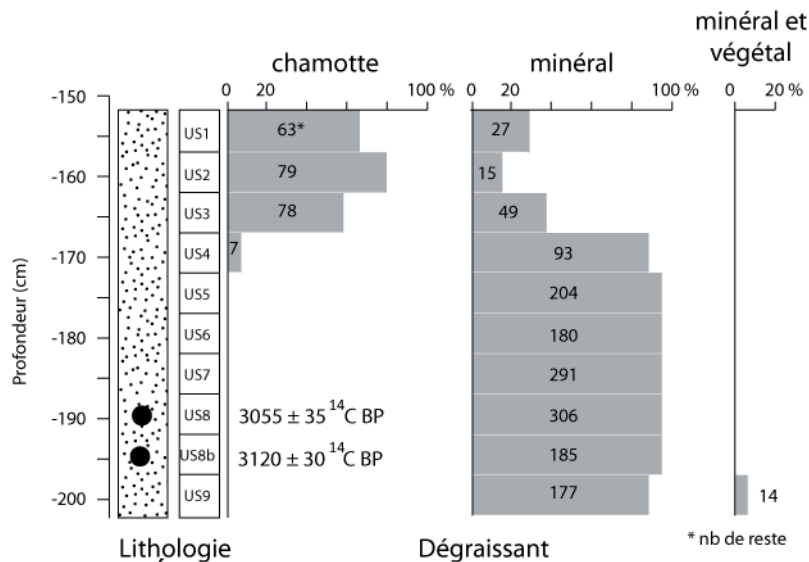 minéral et
végétal
chamotte
minéral
0 20 100 %
0 20 100 %
0 20 %
-150
-160
-170
-180
-190
-200
Profondeur (cm)
US1 63* 27
US2 79 15
US3 78 49
US4 7 93
US5 204
US6 180
US7 291
US8 3055 ± 35 14C BP 306
US8b 3120 ± 30 14C BP 185
US9 177 14
* nb de reste
Lithologie
Dégraissant